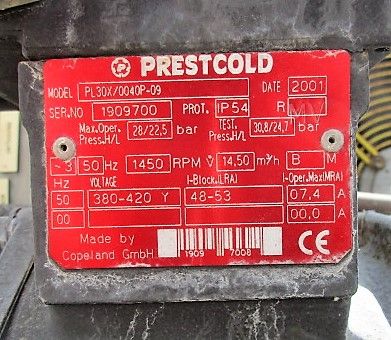 P PRESTCOLD
MODEL PL30X/0040P-09 DATE 2001
SER.NO 1909700 PROT. IP54 R MV
Max.Oper. Press.H/L 28/22,5 bar TEST. Press.H/L 30,8/24,7 bar
3 50 Hz 1450 RPM V̇ 14,50 m³/h B M
Hz VOLTAGE I-Block.(LRA) I-Oper.Max(MRA)
50 380-420 Y 48-53 07,4 A
00 00,0 A
Made by
Copeland GmbH 1909 7008 CE